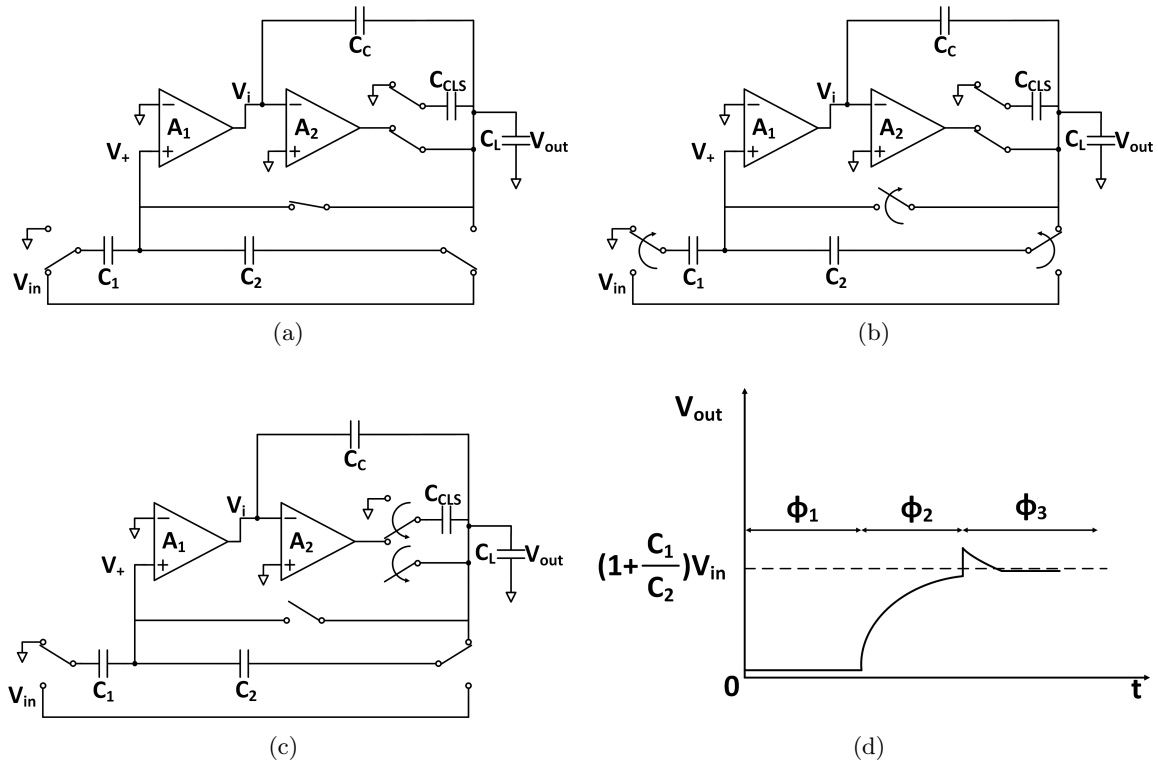 C_C
C_CLS
V_i
A_1
A_2
V_+
C_L
V_out
V_in
C_1
C_2
(a)
C_C
C_CLS
V_i
A_1
A_2
V_+
C_L
V_out
V_in
C_1
C_2
(b)
C_C
C_CLS
V_i
A_1
A_2
V_+
C_L
V_out
V_in
C_1
C_2
(c)
V_out
ϕ_1
ϕ_2
ϕ_3
(1+C_1/C_2)V_in
0
t
(d)